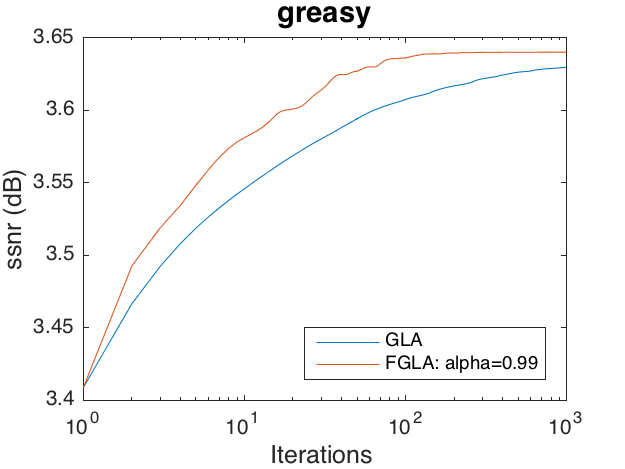 greasy
ssnr (dB)
3.65
3.6
3.55
3.5
3.45
3.4
GLA
FGLA: alpha=0.99
10^0 10^1 10^2 10^3
Iterations